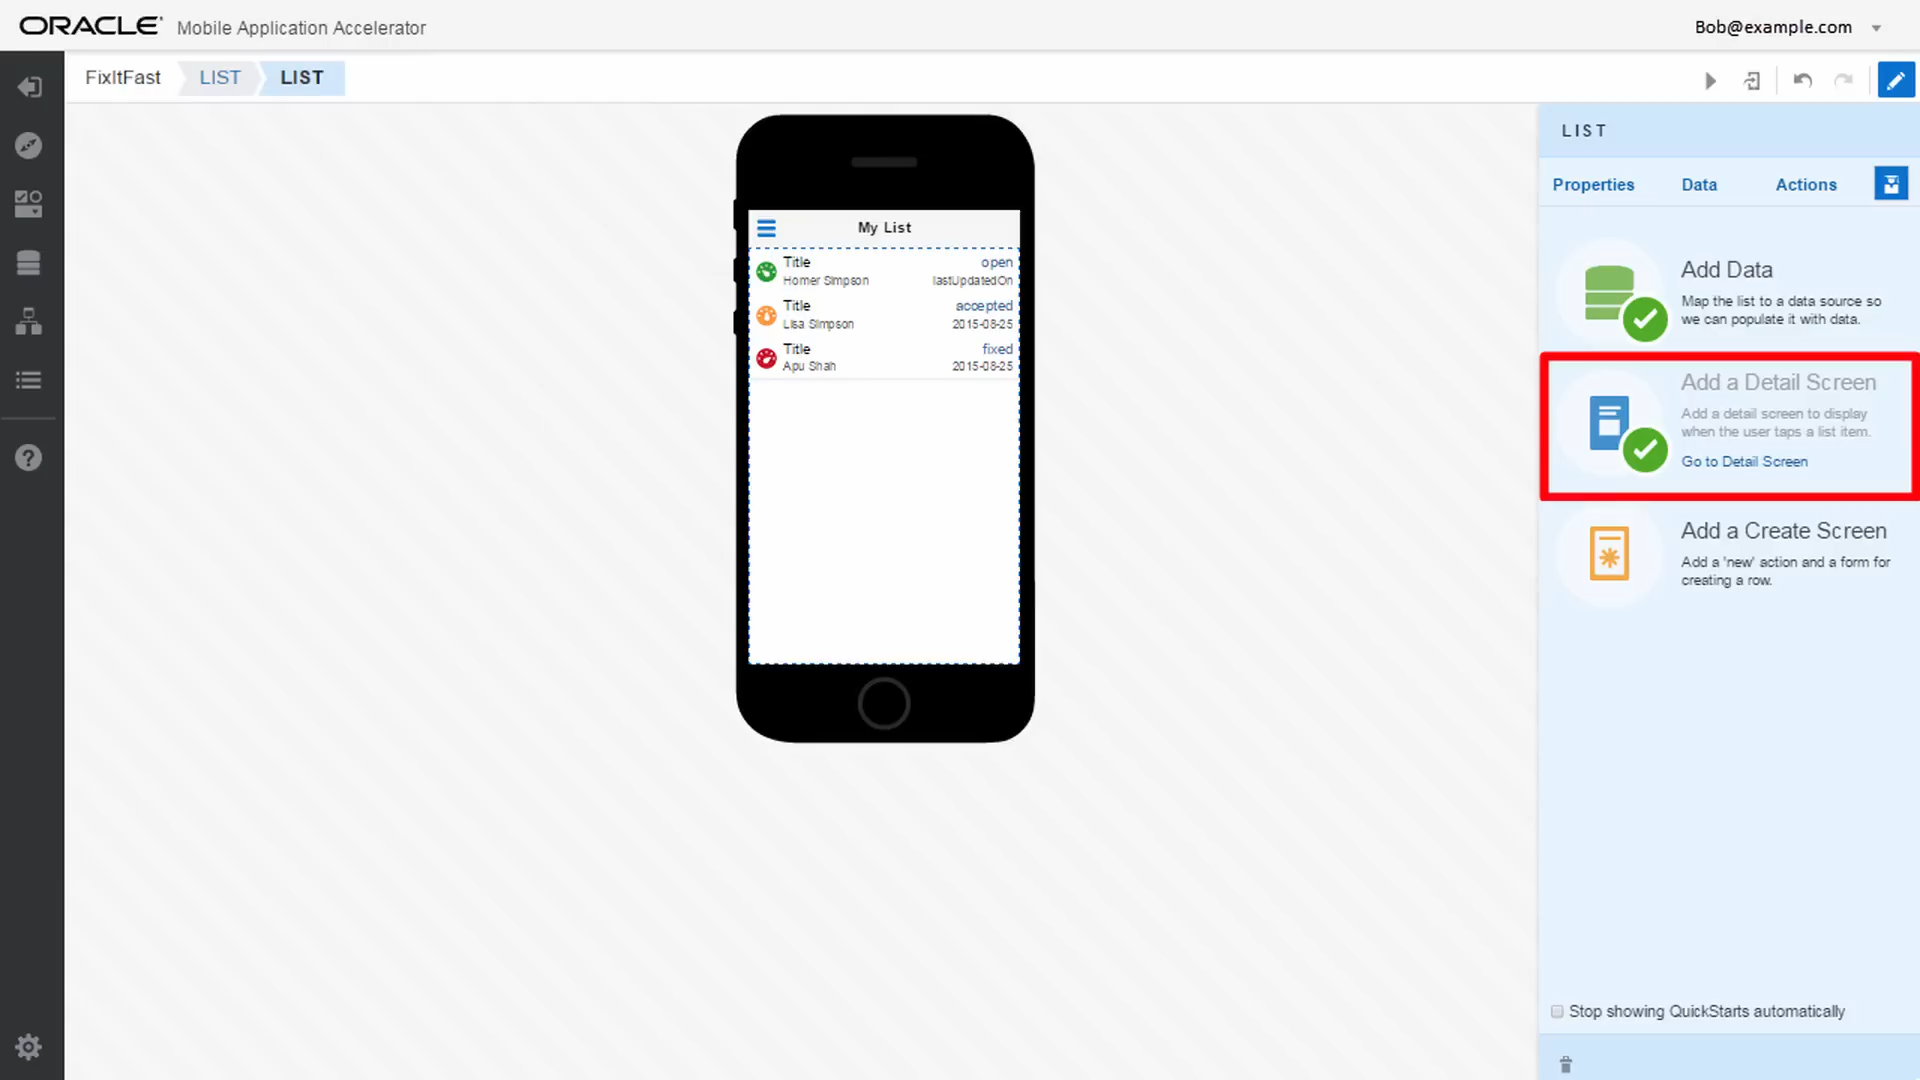 ORACLE Mobile Application Accelerator
Bob@example.com
FixItFast LIST LIST
LIST
Properties Data Actions
My List
Title open
Homer Simpson lastUpdatedOn
Title accepted
Lisa Simpson 2015-08-25
Title fixed
Apu Shah 2015-08-25
Add Data
Map the list to a data source so
we can populate it with data.
Add a Detail Screen
Add a detail screen to display
when the user taps a list item.
Go to Detail Screen
Add a Create Screen
Add a 'new' action and a form for
creating a row.
Stop showing QuickStarts automatically